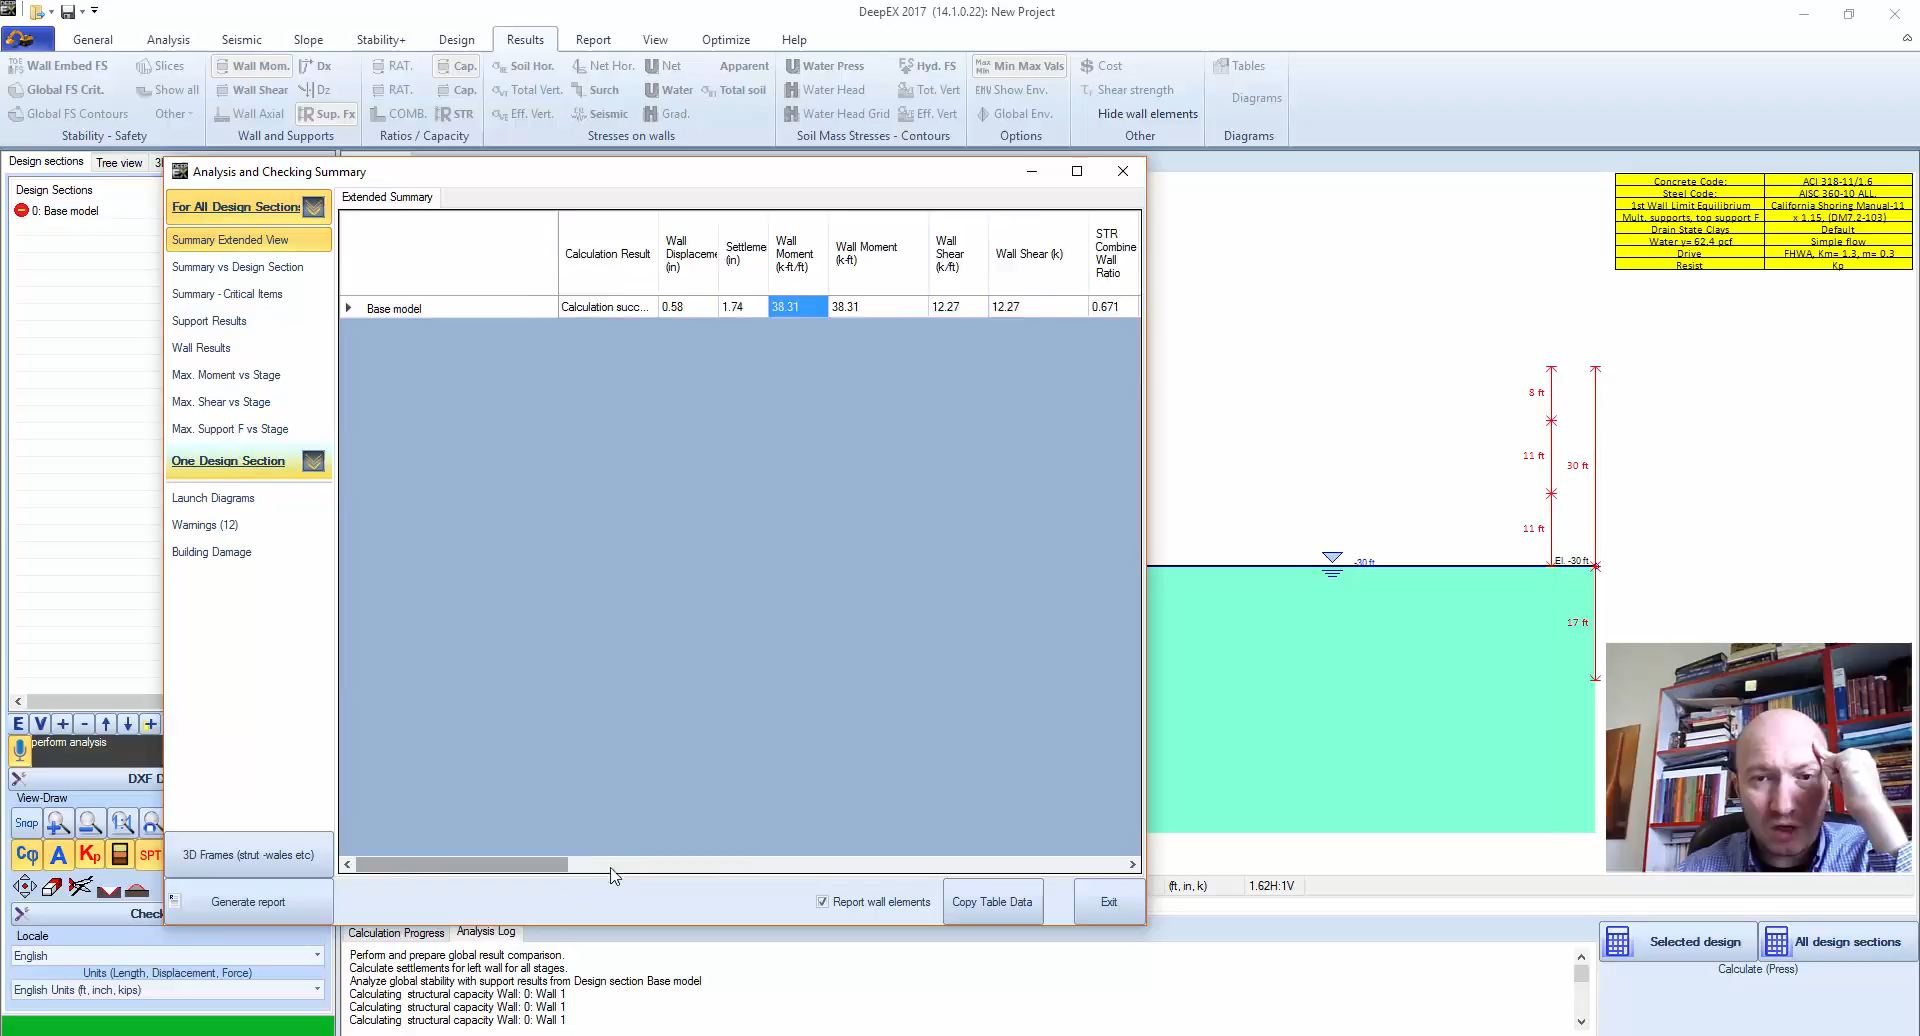 DeepEX 2017 (14.1.0.22): New Project
General Analysis Seismic Slope Stability+ Design Results Report View Optimize Help
TOE FS Wall Embed FS Slices Wall Mom. Dx RAT. Cap. Soil Hor. Net Hor. Net Apparent Water Press Hyd. FS Max Min Min Max Vals Cost Tables
Global FS Crit. Show all Wall Shear Dz RAT. Cap. Total Vert. Surch Water Total soil Water Head Tot. Vert Show Env. Shear strength Diagrams
Global FS Contours Other Wall Axial Sup. Fx COMB. STR Eff. Vert. Seismic Grad. Water Head Grid Eff. Vert Global Env. Hide wall elements
Stability - Safety Wall and Supports Ratios / Capacity Stresses on walls Soil Mass Stresses - Contours Options Other Diagrams
Design sections Tree view
Design Sections
0: Base model
Analysis and Checking Summary
For All Design Sections
Summary Extended View
Summary vs Design Section
Summary - Critical Items
Support Results
Wall Results
Max. Moment vs Stage
Max. Shear vs Stage
Max. Support F vs Stage
One Design Section
Launch Diagrams
Warnings (12)
Building Damage
3D Frames (strut -wales etc)
Generate report
Extended Summary
Calculation Result
Wall Displaceme (in)
Settleme (in)
Wall Moment (k-ft/ft)
Wall Moment (k-ft)
Wall Shear (k/ft)
Wall Shear (k)
STR Combine Wall Ratio
Base model Calculation succ... 0.58 1.74 38.31 38.31 12.27 12.27 0.671
Report wall elements
Copy Table Data
Exit
Concrete Code: ACI 318-11/1.6
Steel Code: AISC 360-10 ALL
1st Wall Limit Equilibrium California Shoring Manual-11
Mult. supports, top support F x 1.15, (DM7.2-103)
Drain State Clays Default
Water γ= 62.4 pcf Simple flow
Drive FHWA, Km= 1.3, m= 0.3
Resist Kp
8 ft
11 ft
30 ft
11 ft
-30 ft
El. -30 ft
17 ft
(ft, in, k) 1.62H:1V
E V + - +
perform analysis
DXF D
View-Draw
Snap 1:1
Cφ A Kp SPT
Check
Locale
English
Units (Length, Displacement, Force)
English Units (ft, inch, kips)
Calculation Progress Analysis Log
Perform and prepare global result comparison.
Calculate settlements for left wall for all stages.
Analyze global stability with support results from Design section Base model
Calculating structural capacity Wall: 0: Wall 1
Calculating structural capacity Wall: 0: Wall 1
Calculating structural capacity Wall: 0: Wall 1
Selected design
All design sections
Calculate (Press)